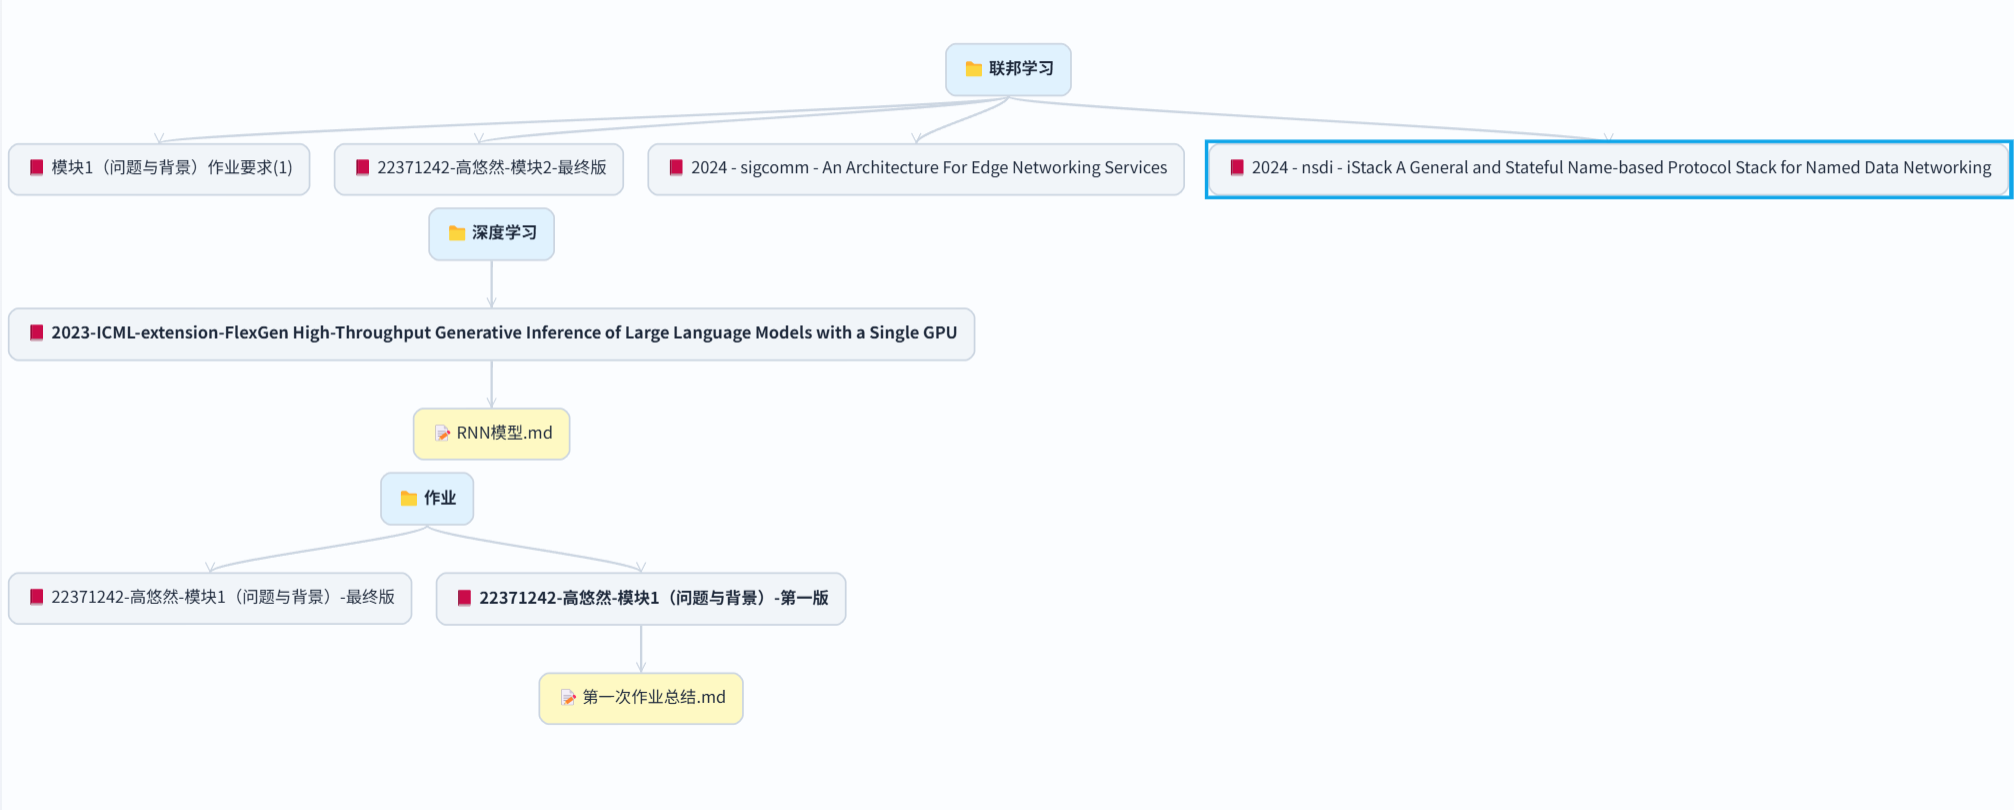 联邦学习
模块1（问题与背景）作业要求(1)
22371242-高悠然-模块2-最终版
2024 - sigcomm - An Architecture For Edge Networking Services
2024 - nsdi - iStack A General and Stateful Name-based Protocol Stack for Named Data Networking
深度学习
2023-ICML-extension-FlexGen High-Throughput Generative Inference of Large Language Models with a Single GPU
RNN模型.md
作业
22371242-高悠然-模块1（问题与背景）-最终版
22371242-高悠然-模块1（问题与背景）-第一版
第一次作业总结.md